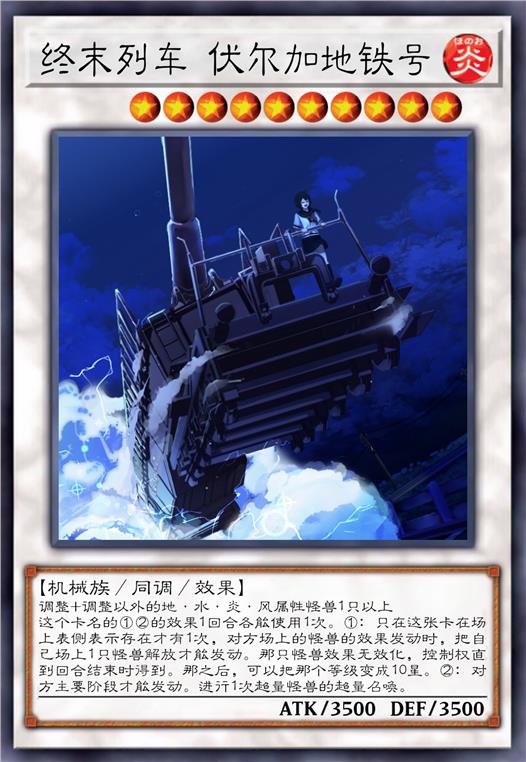 终末列车 伏尔加地铁号
ほのお
炎
【机械族／同调／效果】
调整+调整以外的地·水·炎·风属性怪兽1只以上
这个卡名的①②的效果1回合各能使用1次。①：只在这张卡在场
上表侧表示存在才有1次，对方场上的怪兽的效果发动时，把自
己场上1只怪兽解放才能发动。那只怪兽效果无效化，控制权直
到回合结束时得到。那之后，可以把那个等级变成10星。②：对
方主要阶段才能发动。进行1次超量怪兽的超量召唤。
ATK/3500 DEF/3500